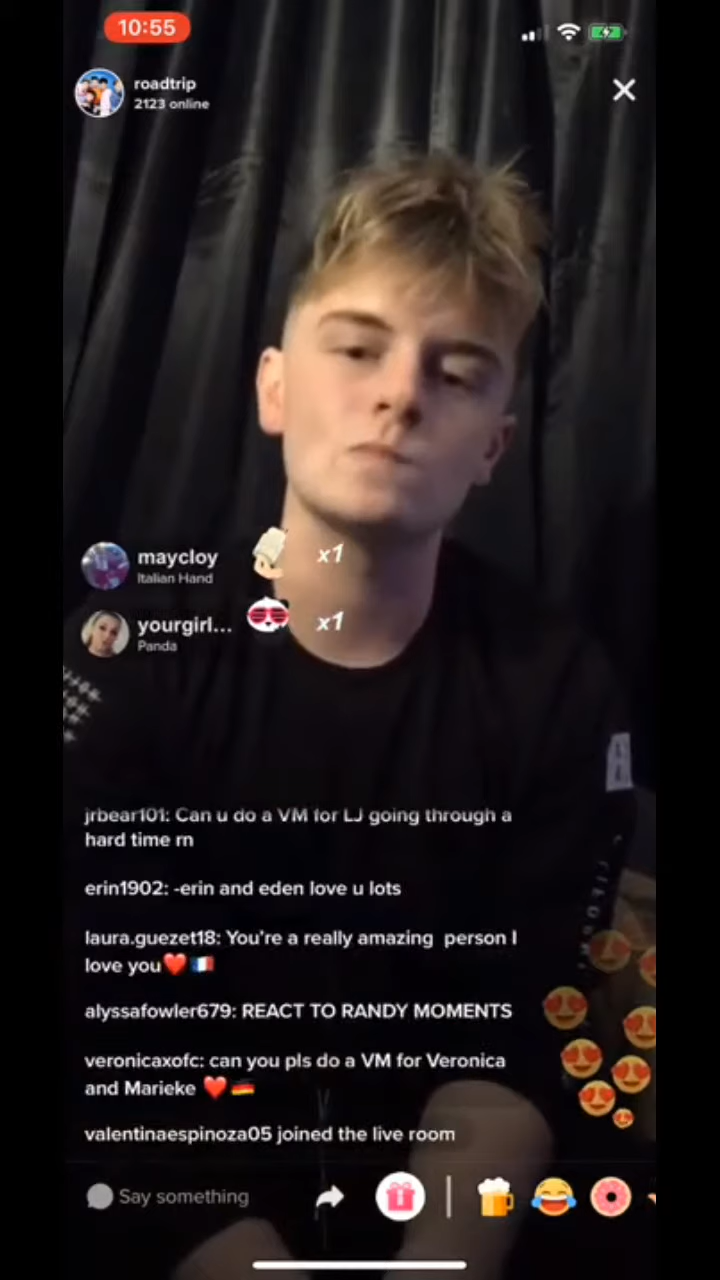 10:55
roadtrip
2123 online
maycloy
Italian Hand
x1
yourgirl...
Panda
x1
jrbear101: Can u do a VM for LJ going through a
hard time rn
erin1902: -erin and eden love u lots
laura.guezet18: You're a really amazing person I
love you❤️🇫🇷
alyssafowler679: REACT TO RANDY MOMENTS
veronicaxofc: can you pls do a VM for Veronica
and Marieke ❤️🇩🇪
valentinaespinoza05 joined the live room
Say something